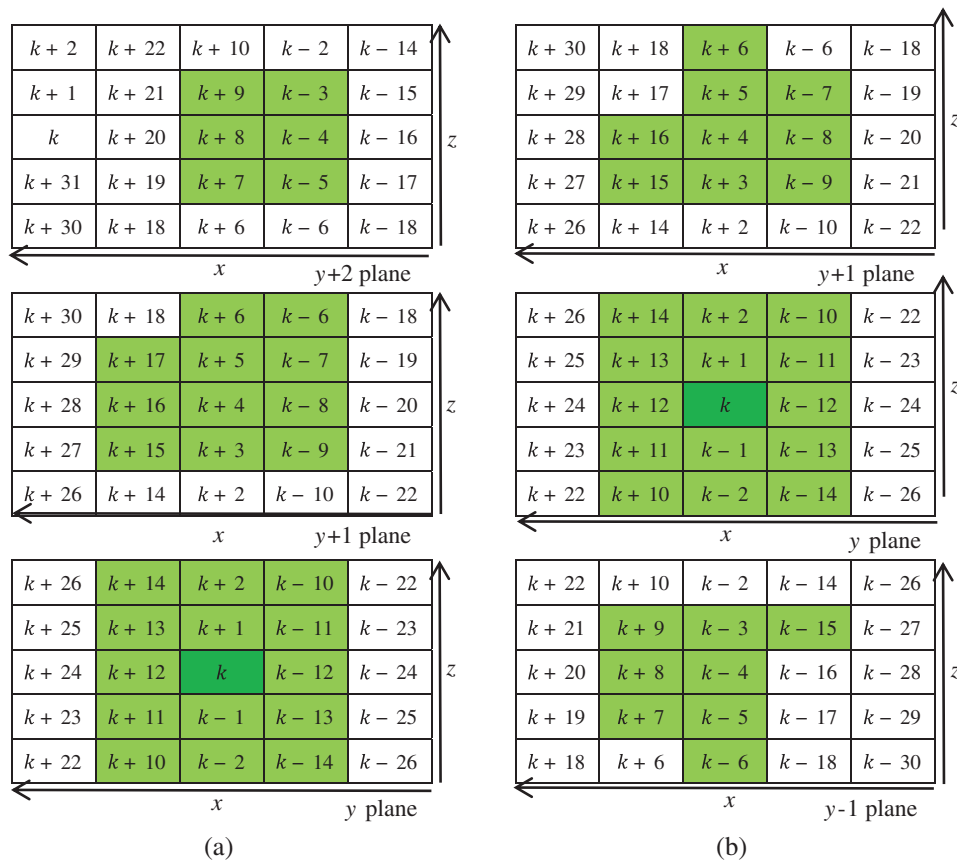 k + 2 k + 22 k + 10 k − 2 k − 14
k + 1 k + 21 k + 9 k − 3 k − 15
k k + 20 k + 8 k − 4 k − 16
k + 31 k + 19 k + 7 k − 5 k − 17
k + 30 k + 18 k + 6 k − 6 k − 18
z
x y+2 plane
k + 30 k + 18 k + 6 k − 6 k − 18
k + 29 k + 17 k + 5 k − 7 k − 19
k + 28 k + 16 k + 4 k − 8 k − 20
k + 27 k + 15 k + 3 k − 9 k − 21
k + 26 k + 14 k + 2 k − 10 k − 22
z
x y+1 plane
k + 26 k + 14 k + 2 k − 10 k − 22
k + 25 k + 13 k + 1 k − 11 k − 23
k + 24 k + 12 k k − 12 k − 24
k + 23 k + 11 k − 1 k − 13 k − 25
k + 22 k + 10 k − 2 k − 14 k − 26
z
x y plane
(a)
k + 30 k + 18 k + 6 k − 6 k − 18
k + 29 k + 17 k + 5 k − 7 k − 19
k + 28 k + 16 k + 4 k − 8 k − 20
k + 27 k + 15 k + 3 k − 9 k − 21
k + 26 k + 14 k + 2 k − 10 k − 22
z
x y+1 plane
k + 26 k + 14 k + 2 k − 10 k − 22
k + 25 k + 13 k + 1 k − 11 k − 23
k + 24 k + 12 k k − 12 k − 24
k + 23 k + 11 k − 1 k − 13 k − 25
k + 22 k + 10 k − 2 k − 14 k − 26
z
x y plane
k + 22 k + 10 k − 2 k − 14 k − 26
k + 21 k + 9 k − 3 k − 15 k − 27
k + 20 k + 8 k − 4 k − 16 k − 28
k + 19 k + 7 k − 5 k − 17 k − 29
k + 18 k + 6 k − 6 k − 18 k − 30
z
x y-1 plane
(b)